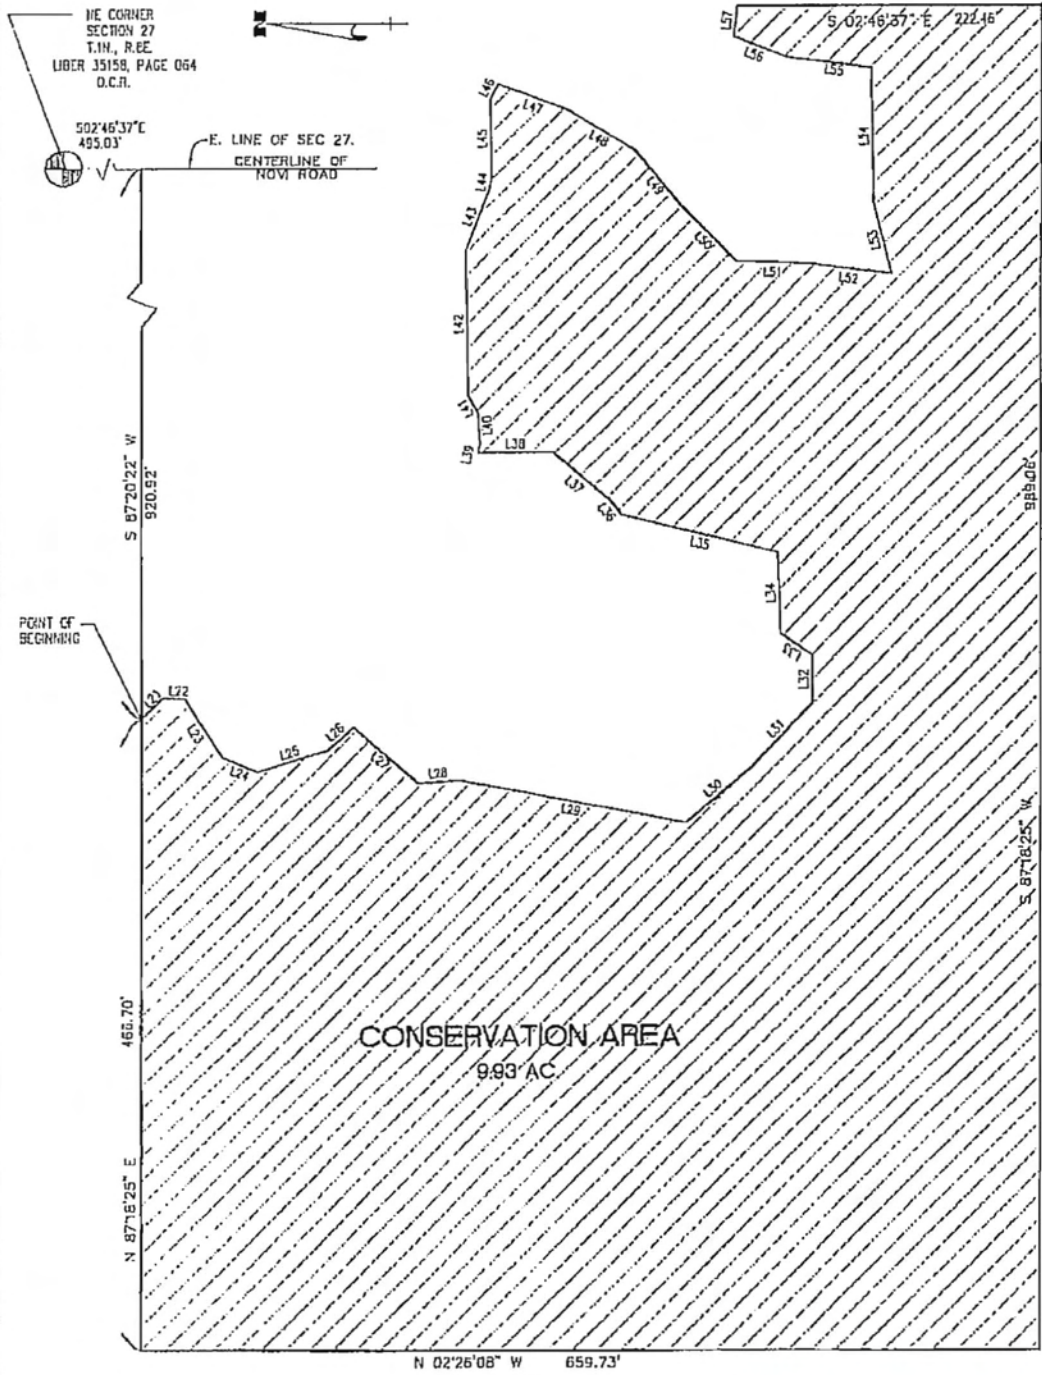 NE CORNER
SECTION 27
T.1N., R.8E.
LIBER 35158, PAGE 064
O.C.R.
S02°46'37"E
495.03'
E. LINE OF SEC 27.
CENTERLINE OF
NOVI ROAD
N
S 02°46'37" E 222.16'
L57
L56
L55
L54
L53
L52
L51
L50
L49
L48
L47
L46
L45
L44
L43
L42
L41
L40
L39
L38
L37
L36
L35
L34
L33
L32
L31
L30
L29
L28
L27
L26
L25
L24
L23
L22
L21
S 87°20'22" W
920.92'
POINT OF
BEGINNING
989.06'
S 87°18'25" W
466.70'
N 87°18'25" E
CONSERVATION AREA
9.93 AC.
N 02°26'08" W 659.73'